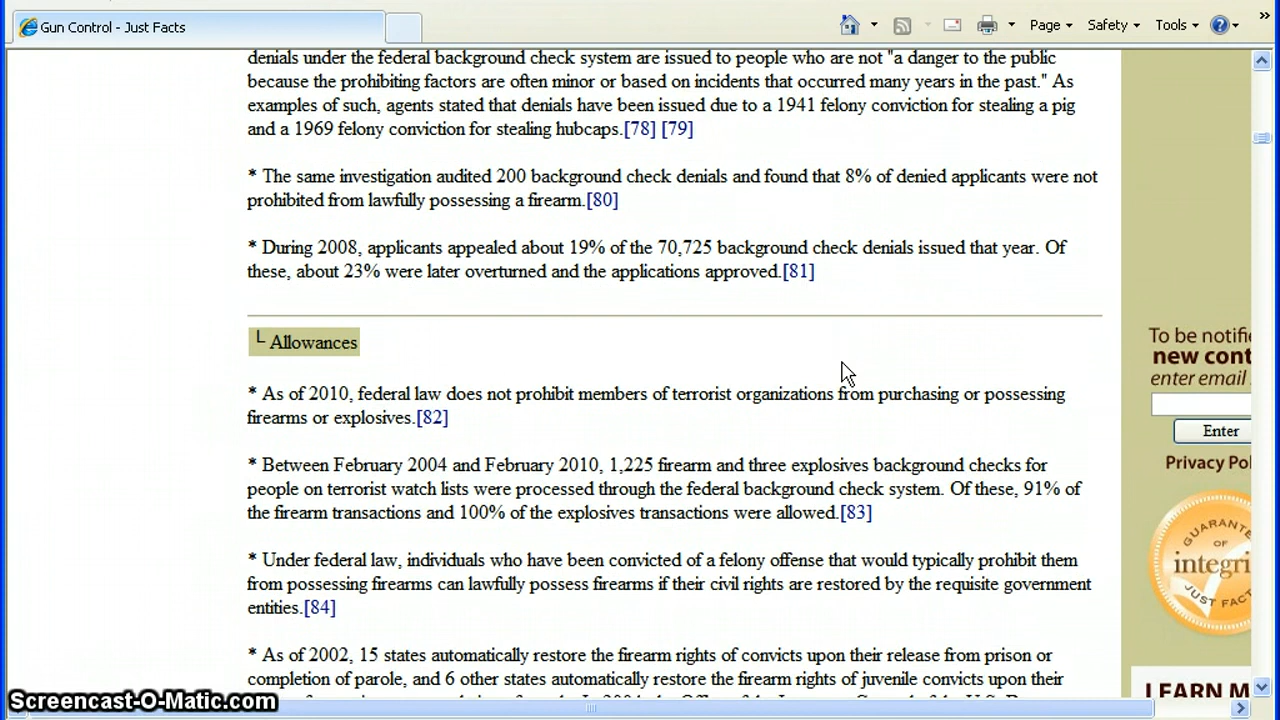 Gun Control - Just Facts
Page
Safety
Tools
denials under the federal background check system are issued to people who are not "a danger to the public
because the prohibiting factors are often minor or based on incidents that occurred many years in the past." As
examples of such, agents stated that denials have been issued due to a 1941 felony conviction for stealing a pig
and a 1969 felony conviction for stealing hubcaps.[78] [79]
* The same investigation audited 200 background check denials and found that 8% of denied applicants were not
prohibited from lawfully possessing a firearm.[80]
* During 2008, applicants appealed about 19% of the 70,725 background check denials issued that year. Of
these, about 23% were later overturned and the applications approved.[81]
└ Allowances
* As of 2010, federal law does not prohibit members of terrorist organizations from purchasing or possessing
firearms or explosives.[82]
* Between February 2004 and February 2010, 1,225 firearm and three explosives background checks for
people on terrorist watch lists were processed through the federal background check system. Of these, 91% of
the firearm transactions and 100% of the explosives transactions were allowed.[83]
* Under federal law, individuals who have been convicted of a felony offense that would typically prohibit them
from possessing firearms can lawfully possess firearms if their civil rights are restored by the requisite government
entities.[84]
* As of 2002, 15 states automatically restore the firearm rights of convicts upon their release from prison or
completion of parole, and 6 other states automatically restore the firearm rights of juvenile convicts upon their
To be notifi
new cont
enter email
Enter
Privacy Pol
GUARANTE
OF
integri
JUST FACT
LEARN M
Screencast-O-Matic.com